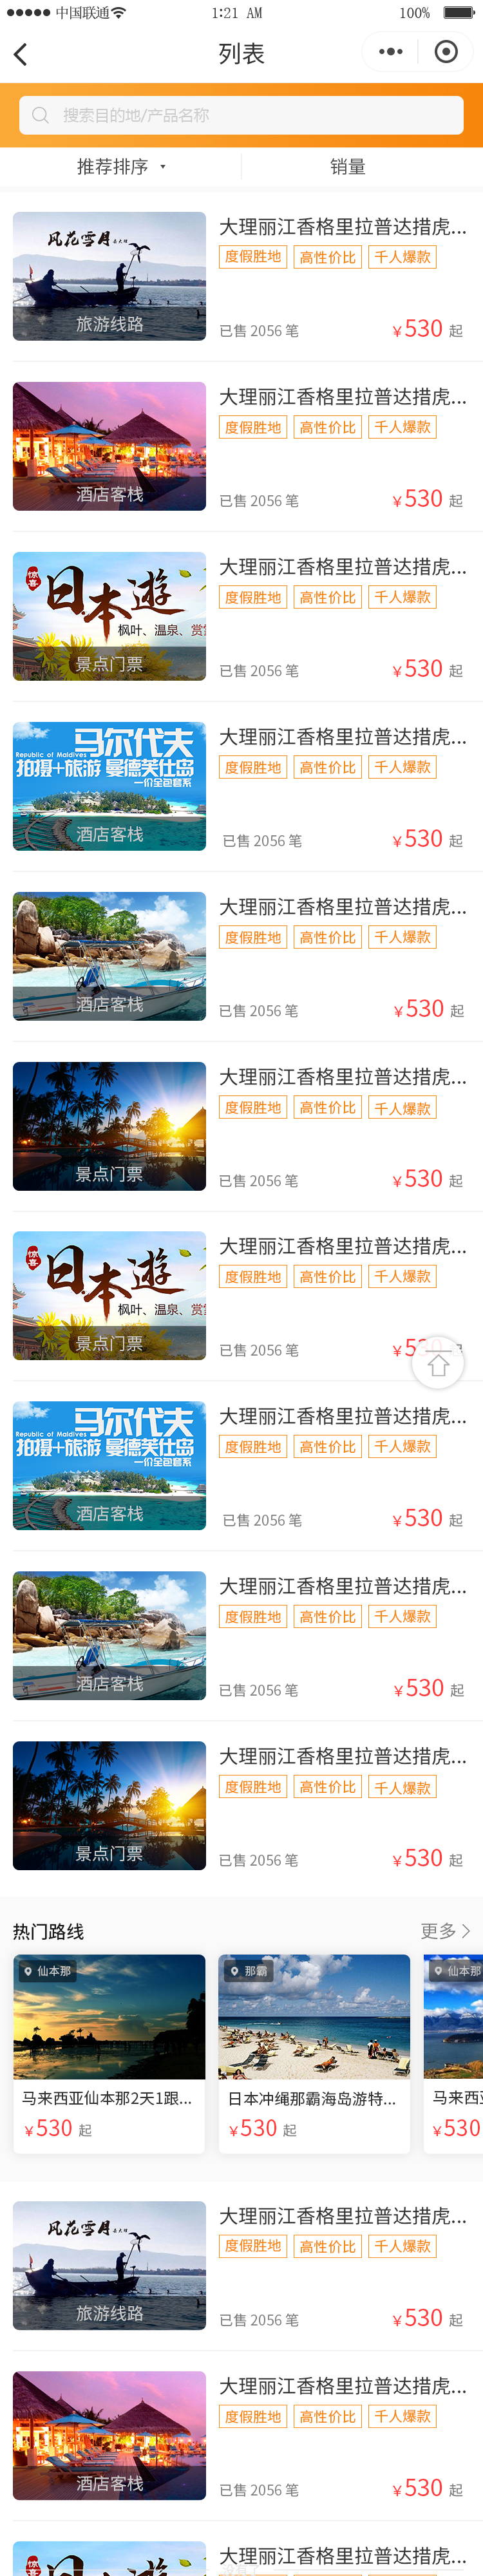 中国联通 1:21 AM 100%
列表
搜索目的地/产品名称
推荐排序 销量
风花雪月
旅游线路
大理丽江香格里拉普达措虎...
度假胜地 高性价比 千人爆款
已售 2056 笔 ¥530 起
酒店客栈
大理丽江香格里拉普达措虎...
度假胜地 高性价比 千人爆款
已售 2056 笔 ¥530 起
惊喜
日本遊
枫叶、温泉、赏
景点门票
大理丽江香格里拉普达措虎...
度假胜地 高性价比 千人爆款
已售 2056 笔 ¥530 起
马尔代夫
Republic of Maldives
拍摄+旅游 曼德芙仕岛
一价全包套系
酒店客栈
大理丽江香格里拉普达措虎...
度假胜地 高性价比 千人爆款
已售 2056 笔 ¥530 起
酒店客栈
大理丽江香格里拉普达措虎...
度假胜地 高性价比 千人爆款
已售 2056 笔 ¥530 起
景点门票
大理丽江香格里拉普达措虎...
度假胜地 高性价比 千人爆款
已售 2056 笔 ¥530 起
惊喜
日本遊
枫叶、温泉、赏
景点门票
大理丽江香格里拉普达措虎...
度假胜地 高性价比 千人爆款
已售 2056 笔 ¥530
马尔代夫
Republic of Maldives
拍摄+旅游 曼德芙仕岛
一价全包套系
酒店客栈
大理丽江香格里拉普达措虎...
度假胜地 高性价比 千人爆款
已售 2056 笔 ¥530 起
酒店客栈
大理丽江香格里拉普达措虎...
度假胜地 高性价比 千人爆款
已售 2056 笔 ¥530 起
景点门票
大理丽江香格里拉普达措虎...
度假胜地 高性价比 千人爆款
已售 2056 笔 ¥530 起
热门路线 更多
仙本那 那霸 仙本那
马来西亚仙本那2天1跟... 日本冲绳那霸海岛游特... 马来西
¥530 起 ¥530 起 ¥530
风花雪月
旅游线路
大理丽江香格里拉普达措虎...
度假胜地 高性价比 千人爆款
已售 2056 笔 ¥530 起
酒店客栈
大理丽江香格里拉普达措虎...
度假胜地 高性价比 千人爆款
已售 2056 笔 ¥530 起
大理丽江香格里拉普达措虎...